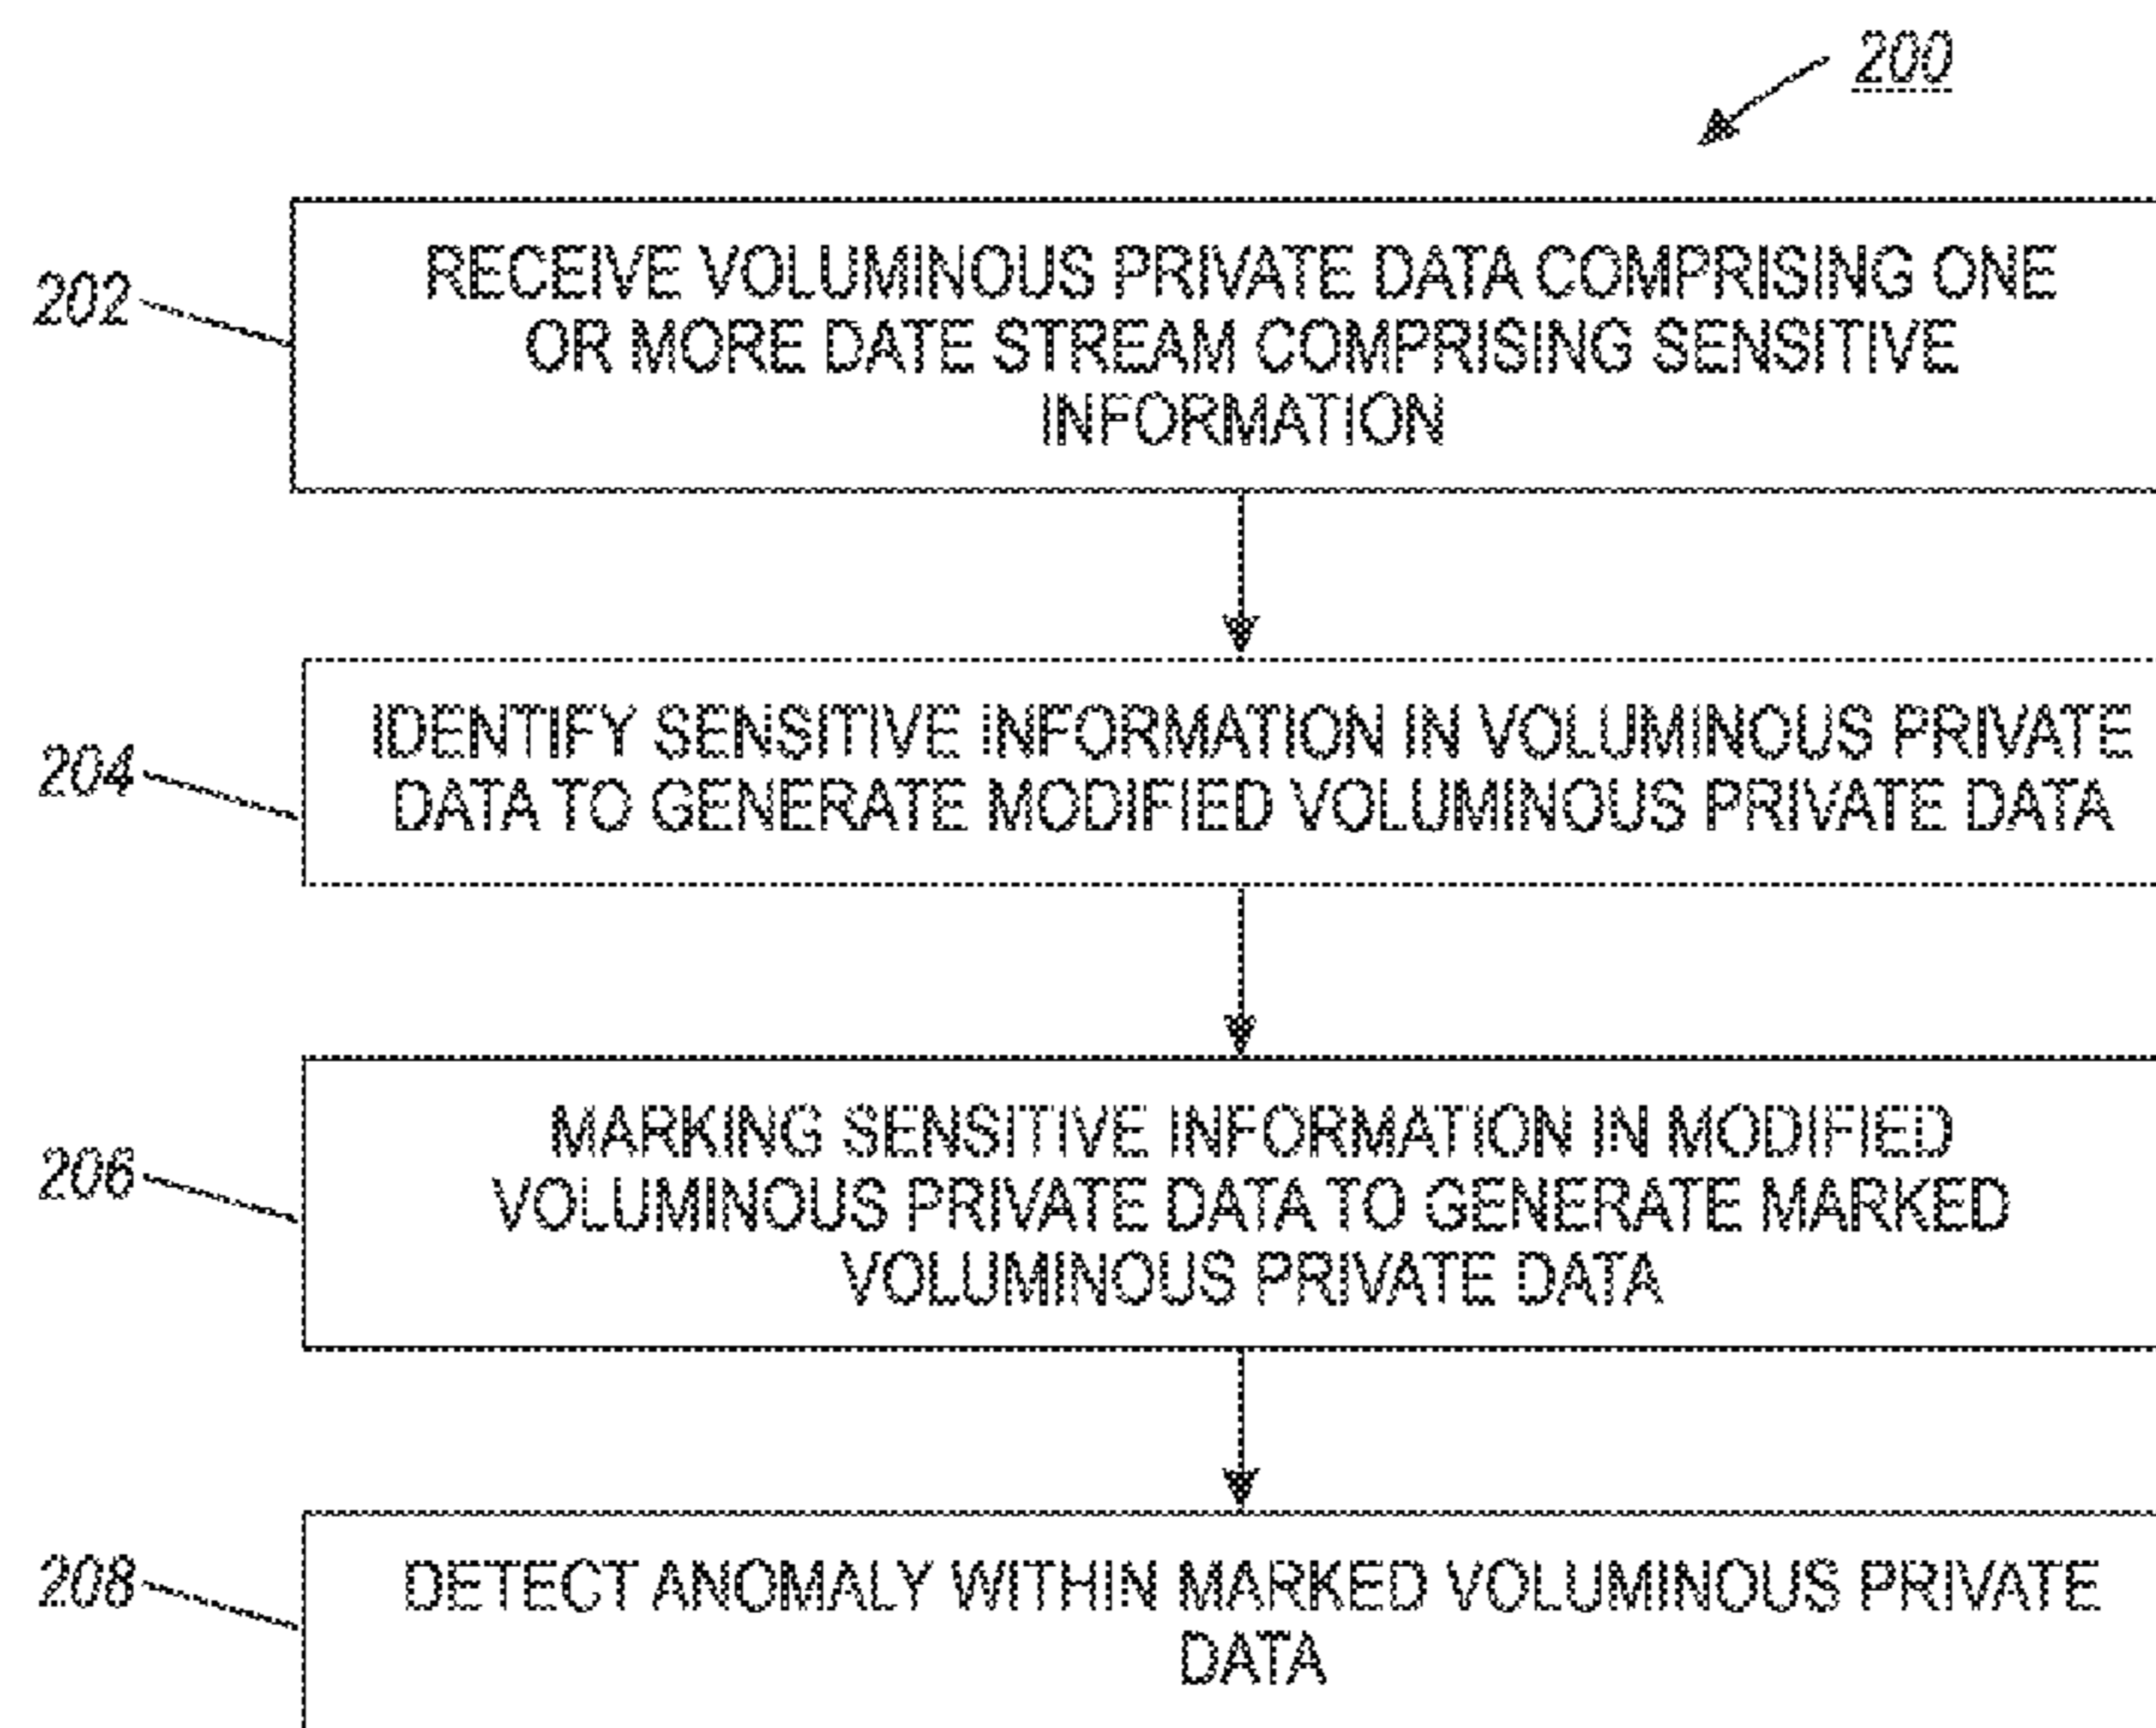 200
202
RECEIVE VOLUMINOUS PRIVATE DATA COMPRISING ONE
OR MORE DATE STREAM COMPRISING SENSITIVE
INFORMATION
204
IDENTIFY SENSITIVE INFORMATION IN VOLUMINOUS PRIVATE
DATA TO GENERATE MODIFIED VOLUMINOUS PRIVATE DATA
206
MARKING SENSITIVE INFORMATION IN MODIFIED
VOLUMINOUS PRIVATE DATA TO GENERATE MARKED
VOLUMINOUS PRIVATE DATA
208
DETECT ANOMALY WITHIN MARKED VOLUMINOUS PRIVATE
DATA